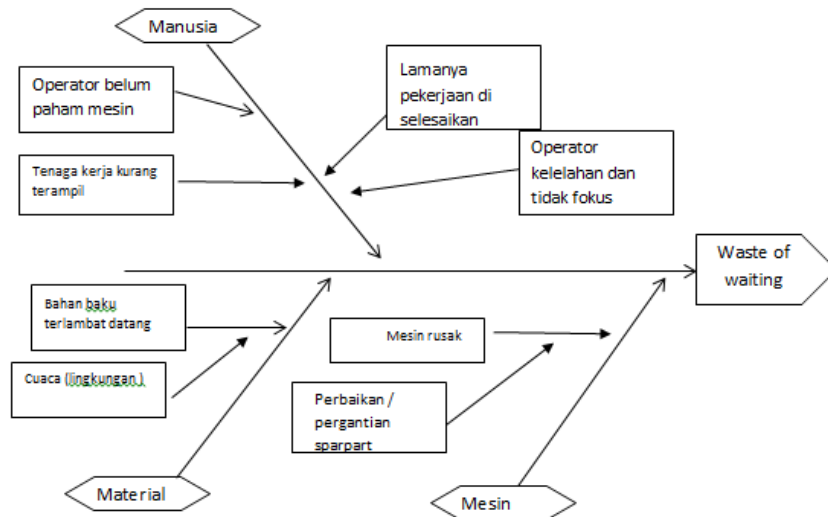 Manusia
Operator belum
paham mesin
Lamanya
pekerjaan di
selesaikan
Tenaga kerja kurang
terampil
Operator
kelelahan dan
tidak fokus
Waste of
waiting
Bahan baku
terlambat datang
Cuaca (lingkungan )
Mesin rusak
Perbaikan /
pergantian
sparpart
Material
Mesin